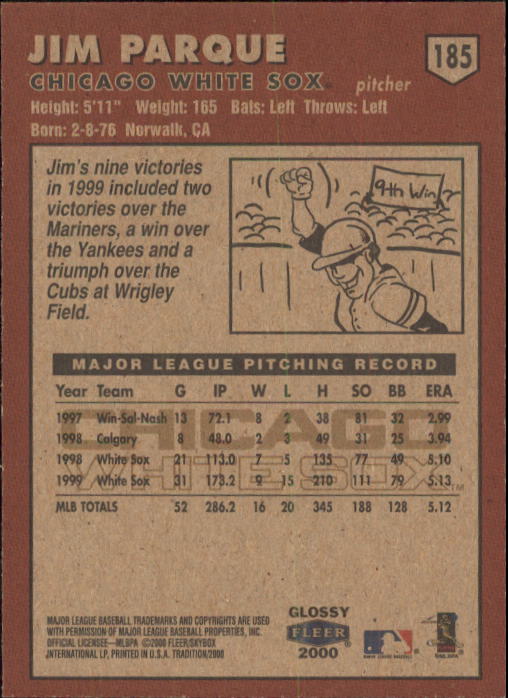 JIM PARQUE
185
CHICAGO WHITE SOX
pitcher
Height: 5'11" Weight: 165 Bats: Left Throws: Left
Born: 2-8-76 Norwalk, CA
Jim's nine victories
in 1999 included two
victories over the
Mariners, a win over
the Yankees and a
triumph over the
Cubs at Wrigley
Field.
9th Win
MAJOR LEAGUE PITCHING RECORD
Year Team G IP W L H SO BB ERA
1997 Win-Sal-Nash 13 72.1 8 2 38 81 32 2.99
1998 Calgary 8 48.0 2 3 49 31 25 3.94
1998 White Sox 21 113.0 7 5 135 77 49 5.10
1999 White Sox 31 173.2 9 15 210 111 79 5.13
MLB TOTALS 52 286.2 16 20 345 188 128 5.12
CHICAGO
WHITE SOX TM
MAJOR LEAGUE BASEBALL TRADEMARKS AND COPYRIGHTS ARE USED
WITH PERMISSION OF MAJOR LEAGUE BASEBALL PROPERTIES, INC.
OFFICIAL LICENSEE—MLBPA ©2000 FLEER/SKYBOX
INTERNATIONAL LP, PRINTED IN U.S.A. TRADITION/2000
GLOSSY
FLEER
2000